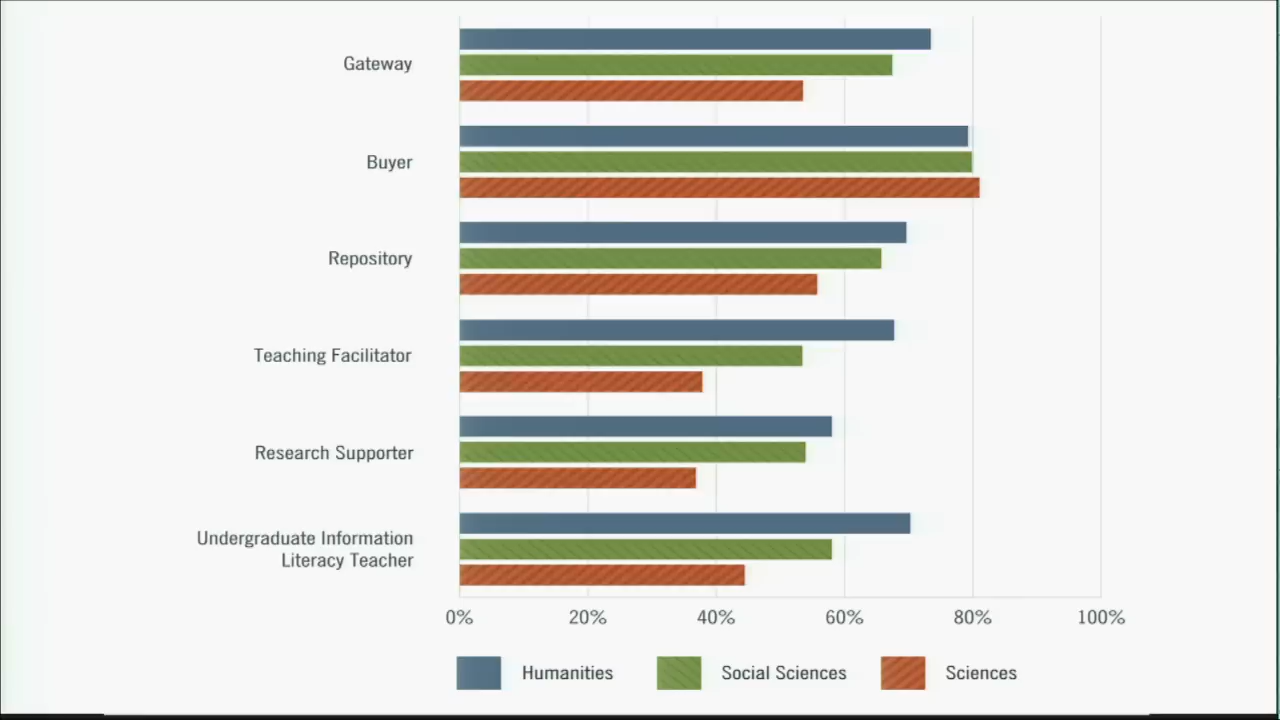 Gateway
Buyer
Repository
Teaching Facilitator
Research Supporter
Undergraduate Information
Literacy Teacher
0% 20% 40% 60% 80% 100%
Humanities Social Sciences Sciences